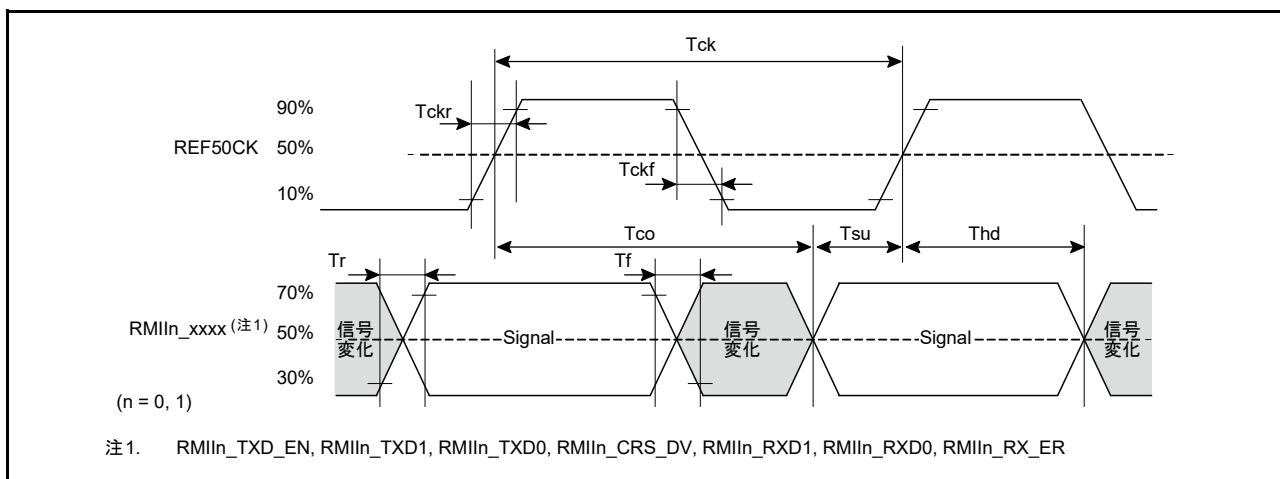 Tck
90%
Tckr
REF50CK 50%
Tckf
10%
Tco Tsu Thd
Tr Tf
70%
RMIIn_xxxx (注1) 50% 信号変化 Signal 信号変化 Signal 信号変化
30%
(n = 0, 1)
注1. RMIIn_TXD_EN, RMIIn_TXD1, RMIIn_TXD0, RMIIn_CRS_DV, RMIIn_RXD1, RMIIn_RXD0, RMIIn_RX_ER